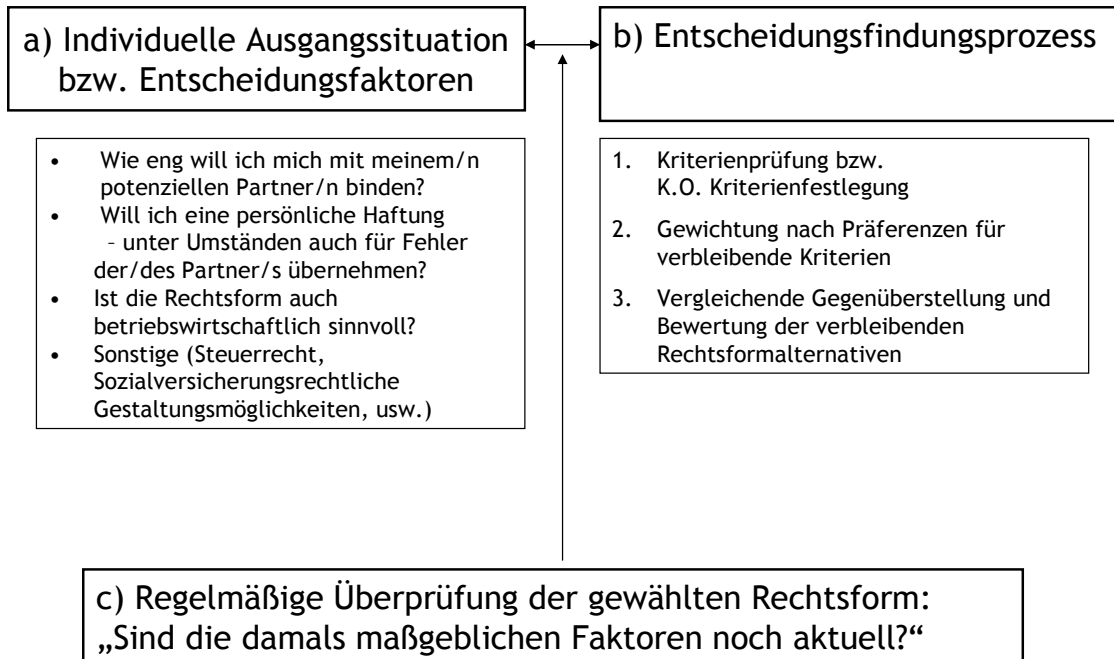 a) Individuelle Ausgangssituation
bzw. Entscheidungsfaktoren
b) Entscheidungsfindungsprozess
• Wie eng will ich mich mit meinem/n
potenziellen Partner/n binden?
• Will ich eine persönliche Haftung
– unter Umständen auch für Fehler
der/des Partner/s übernehmen?
• Ist die Rechtsform auch
betriebswirtschaftlich sinnvoll?
• Sonstige (Steuerrecht,
Sozialversicherungsrechtliche
Gestaltungsmöglichkeiten, usw.)
1. Kriterienprüfung bzw.
K.O. Kriterienfestlegung
2. Gewichtung nach Präferenzen für
verbleibende Kriterien
3. Vergleichende Gegenüberstellung und
Bewertung der verbleibenden
Rechtsformalternativen
c) Regelmäßige Überprüfung der gewählten Rechtsform:
„Sind die damals maßgeblichen Faktoren noch aktuell?“